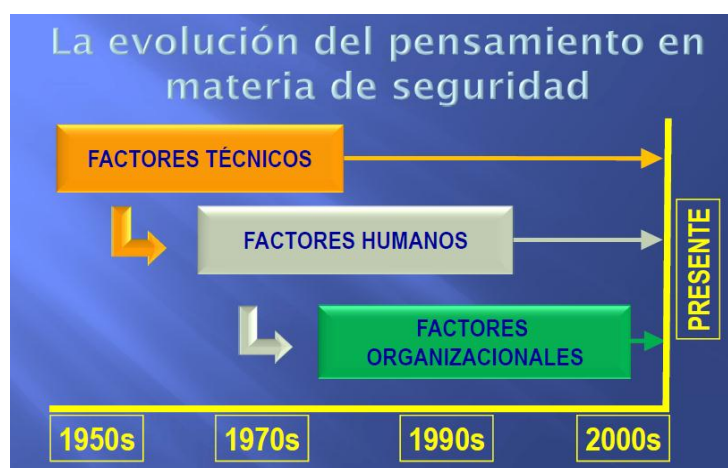 La evolución del pensamiento en
materia de seguridad
FACTORES TÉCNICOS
FACTORES HUMANOS
FACTORES
ORGANIZACIONALES
PRESENTE
1950s
1970s
1990s
2000s